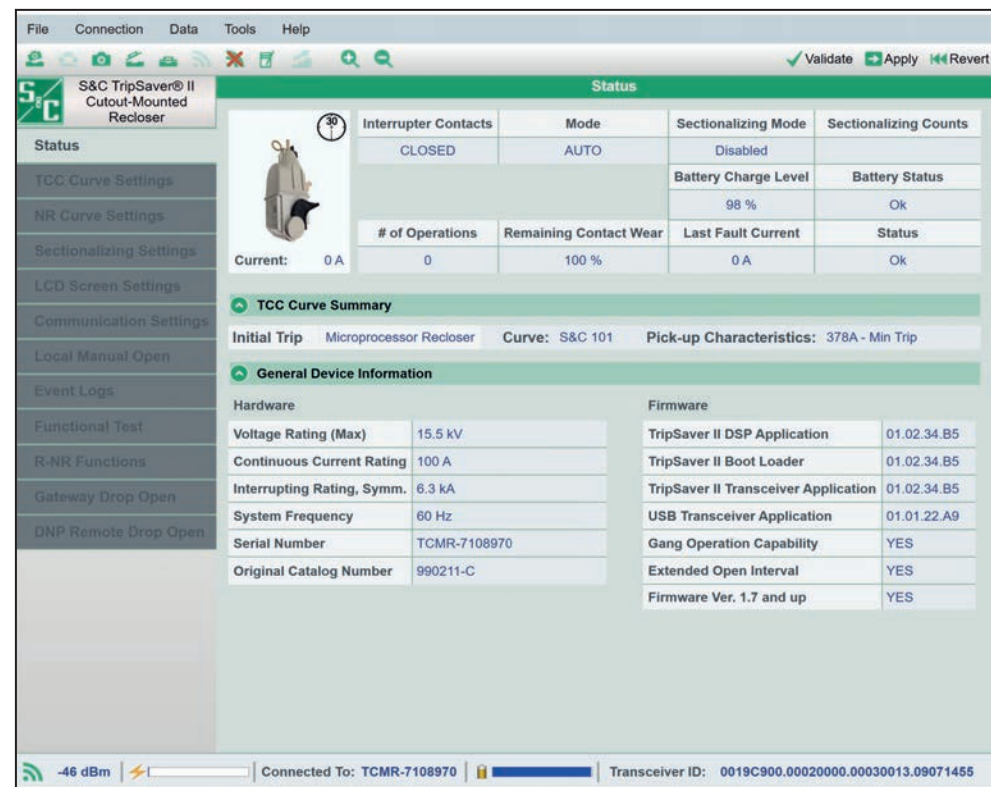 File Connection Data Tools Help
Validate Apply Revert
S&C
S&C TripSaver® II
Cutout-Mounted
Recloser
Status
Status
TCC Curve Settings
NR Curve Settings
Sectionalizing Settings
LCD Screen Settings
Communication Settings
Local Manual Open
Event Logs
Functional Test
R-NR Functions
Gateway Drop Open
DNP Remote Drop Open
30
Current: 0 A
Interrupter Contacts Mode Sectionalizing Mode Sectionalizing Counts
CLOSED AUTO Disabled
Battery Charge Level Battery Status
98 % Ok
# of Operations Remaining Contact Wear Last Fault Current Status
0 100 % 0 A Ok
TCC Curve Summary
Initial Trip Microprocessor Recloser Curve: S&C 101 Pick-up Characteristics: 378A - Min Trip
General Device Information
Hardware
Voltage Rating (Max) 15.5 kV
Continuous Current Rating 100 A
Interrupting Rating, Symm. 6.3 kA
System Frequency 60 Hz
Serial Number TCMR-7108970
Original Catalog Number 990211-C
Firmware
TripSaver II DSP Application 01.02.34.B5
TripSaver II Boot Loader 01.02.34.B5
TripSaver II Transceiver Application 01.02.34.B5
USB Transceiver Application 01.01.22.A9
Gang Operation Capability YES
Extended Open Interval YES
Firmware Ver. 1.7 and up YES
-46 dBm Connected To: TCMR-7108970 Transceiver ID: 0019C900.00020000.00030013.09071455